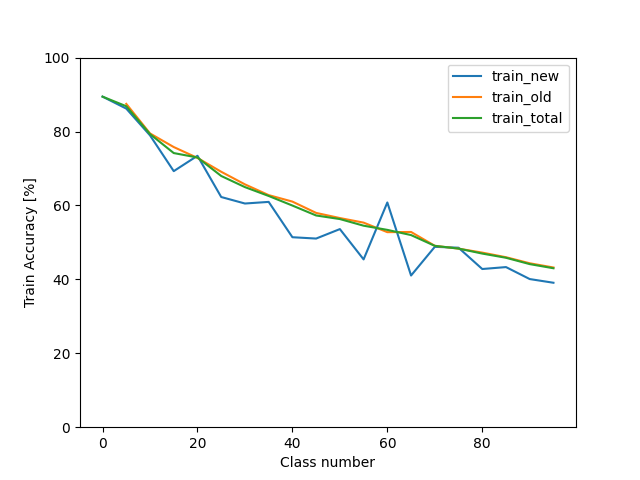 train_new
train_old
train_total
Train Accuracy [%]
100
80
60
40
20
0
0 20 40 60 80
Class number